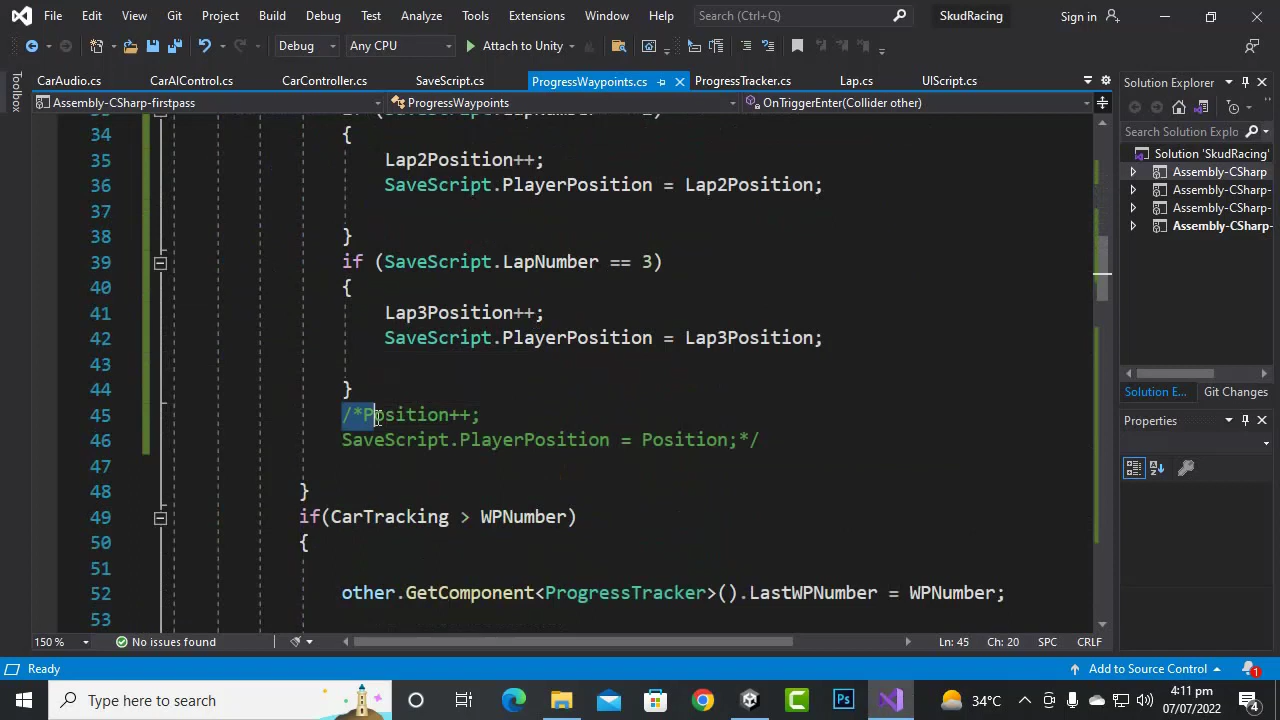 File Edit View Git Project Build Debug Test Analyze Tools Extensions Window Help Search (Ctrl+Q) SkudRacing Sign in
Debug Any CPU Attach to Unity
Toolbox
CarAudio.cs CarAIControl.cs CarController.cs SaveScript.cs ProgressWaypoints.cs ProgressTracker.cs Lap.cs UIScript.cs
Assembly-CSharp-firstpass ProgressWaypoints OnTriggerEnter(Collider other)
34 {
35 Lap2Position++;
36 SaveScript.PlayerPosition = Lap2Position;
37
38 }
39 if (SaveScript.LapNumber == 3)
40 {
41 Lap3Position++;
42 SaveScript.PlayerPosition = Lap3Position;
43
44 }
45 /*Position++;
46 SaveScript.PlayerPosition = Position;*/
47
48 }
49 if(CarTracking > WPNumber)
50 {
51
52 other.GetComponent<ProgressTracker>().LastWPNumber = WPNumber;
53
150 % No issues found Ln: 45 Ch: 20 SPC CRLF
Solution Explorer
Search Solution Explo
Solution 'SkudRacing'
Assembly-CSharp
Assembly-CSharp-
Assembly-CSharp-
Assembly-CSharp-
Solution E... Git Changes
Properties
Ready Add to Source Control 1
Type here to search 34°C 4:11 pm
07/07/2022 4